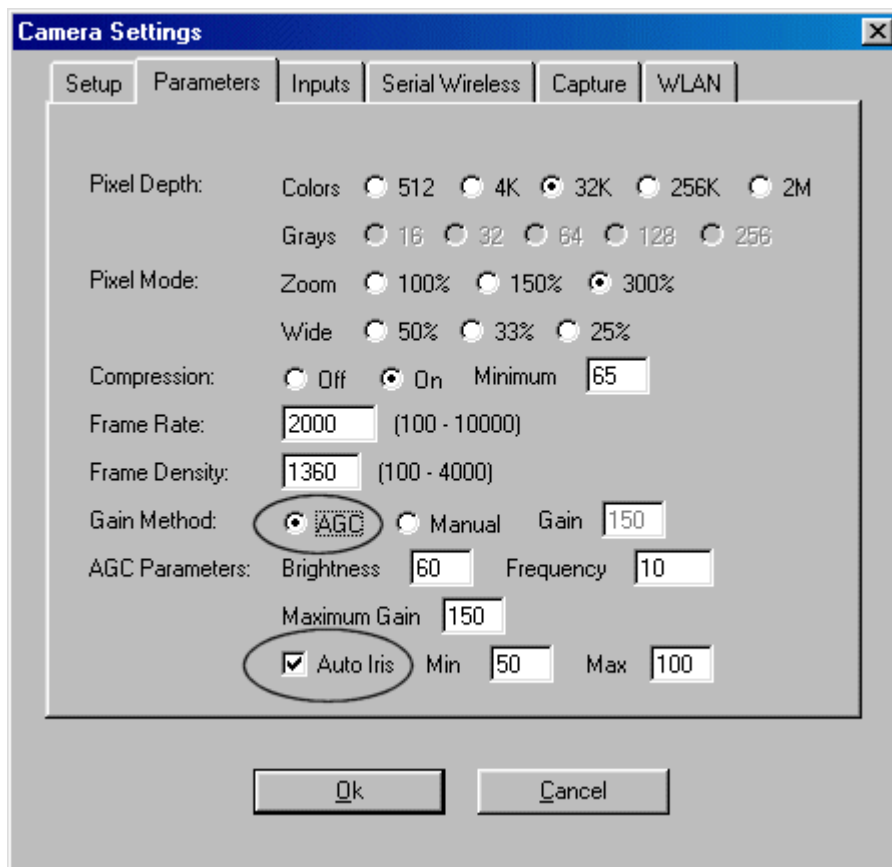 Camera Settings
Setup Parameters Inputs Serial Wireless Capture WLAN
Pixel Depth: Colors 512 4K 32K 256K 2M
Grays 16 32 64 128 256
Pixel Mode: Zoom 100% 150% 300%
Wide 50% 33% 25%
Compression: Off On Minimum 65
Frame Rate: 2000 (100 - 10000)
Frame Density: 1360 (100 - 4000)
Gain Method: AGC Manual Gain 150
AGC Parameters: Brightness 60 Frequency 10
Maximum Gain 150
Auto Iris Min 50 Max 100
Ok Cancel